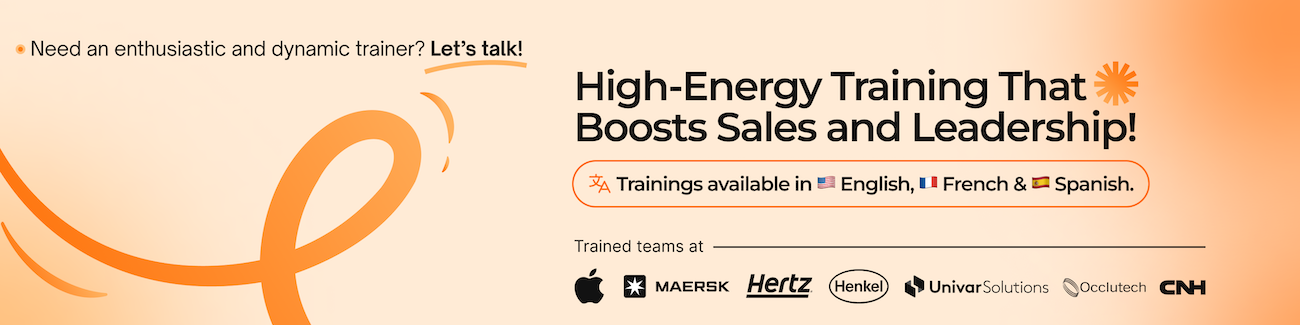 Need an enthusiastic and dynamic trainer? Let's talk!
High-Energy Training That
Boosts Sales and Leadership!
Trainings available in 🇺🇸 English, 🇫🇷 French & 🇪🇸 Spanish.
Trained teams at
MAERSK Hertz Henkel UnivarSolutions Occlutech CNH